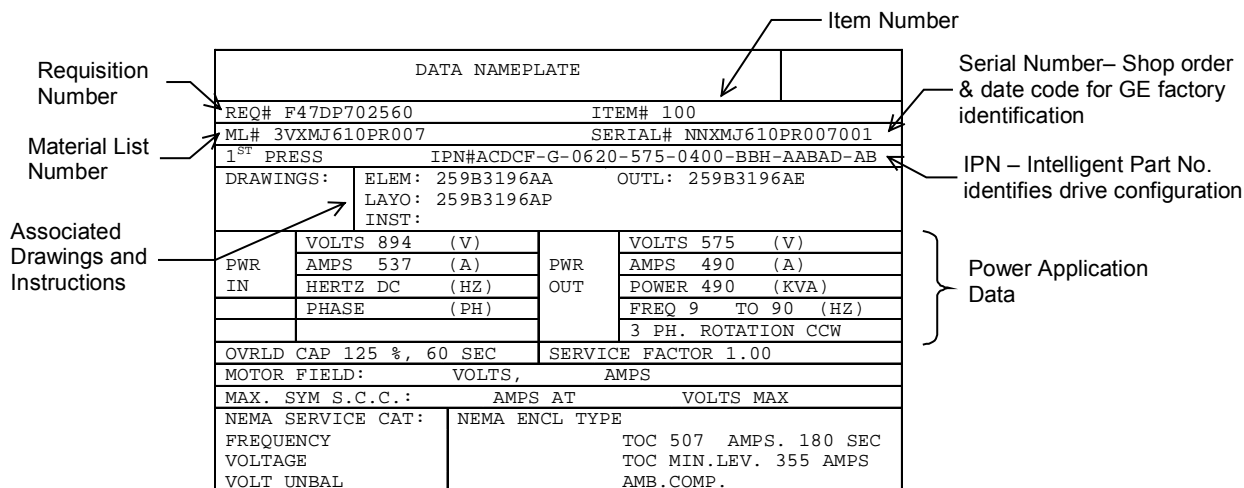 Item Number
DATA NAMEPLATE
Requisition
Number
Serial Number– Shop order
& date code for GE factory
identification
REQ# F47DP702560 ITEM# 100
ML# 3VXMJ610PR007 SERIAL# NNXMJ610PR007001
Material List
Number
1ST PRESS IPN#ACDCF-G-0620-575-0400-BBH-AABAD-AB
IPN – Intelligent Part No.
identifies drive configuration
DRAWINGS: ELEM: 259B3196AA OUTL: 259B3196AE
LAYO: 259B3196AP
INST:
Associated
Drawings and
Instructions
VOLTS 894 (V) VOLTS 575 (V)
PWR AMPS 537 (A) PWR AMPS 490 (A)
IN HERTZ DC (HZ) OUT POWER 490 (KVA)
PHASE (PH) FREQ 9 TO 90 (HZ)
3 PH. ROTATION CCW
Power Application
Data
OVRLD CAP 125 %, 60 SEC SERVICE FACTOR 1.00
MOTOR FIELD: VOLTS, AMPS
MAX. SYM S.C.C.: AMPS AT VOLTS MAX
NEMA SERVICE CAT: NEMA ENCL TYPE
FREQUENCY TOC 507 AMPS. 180 SEC
VOLTAGE TOC MIN.LEV. 355 AMPS
VOLT UNBAL AMB.COMP.